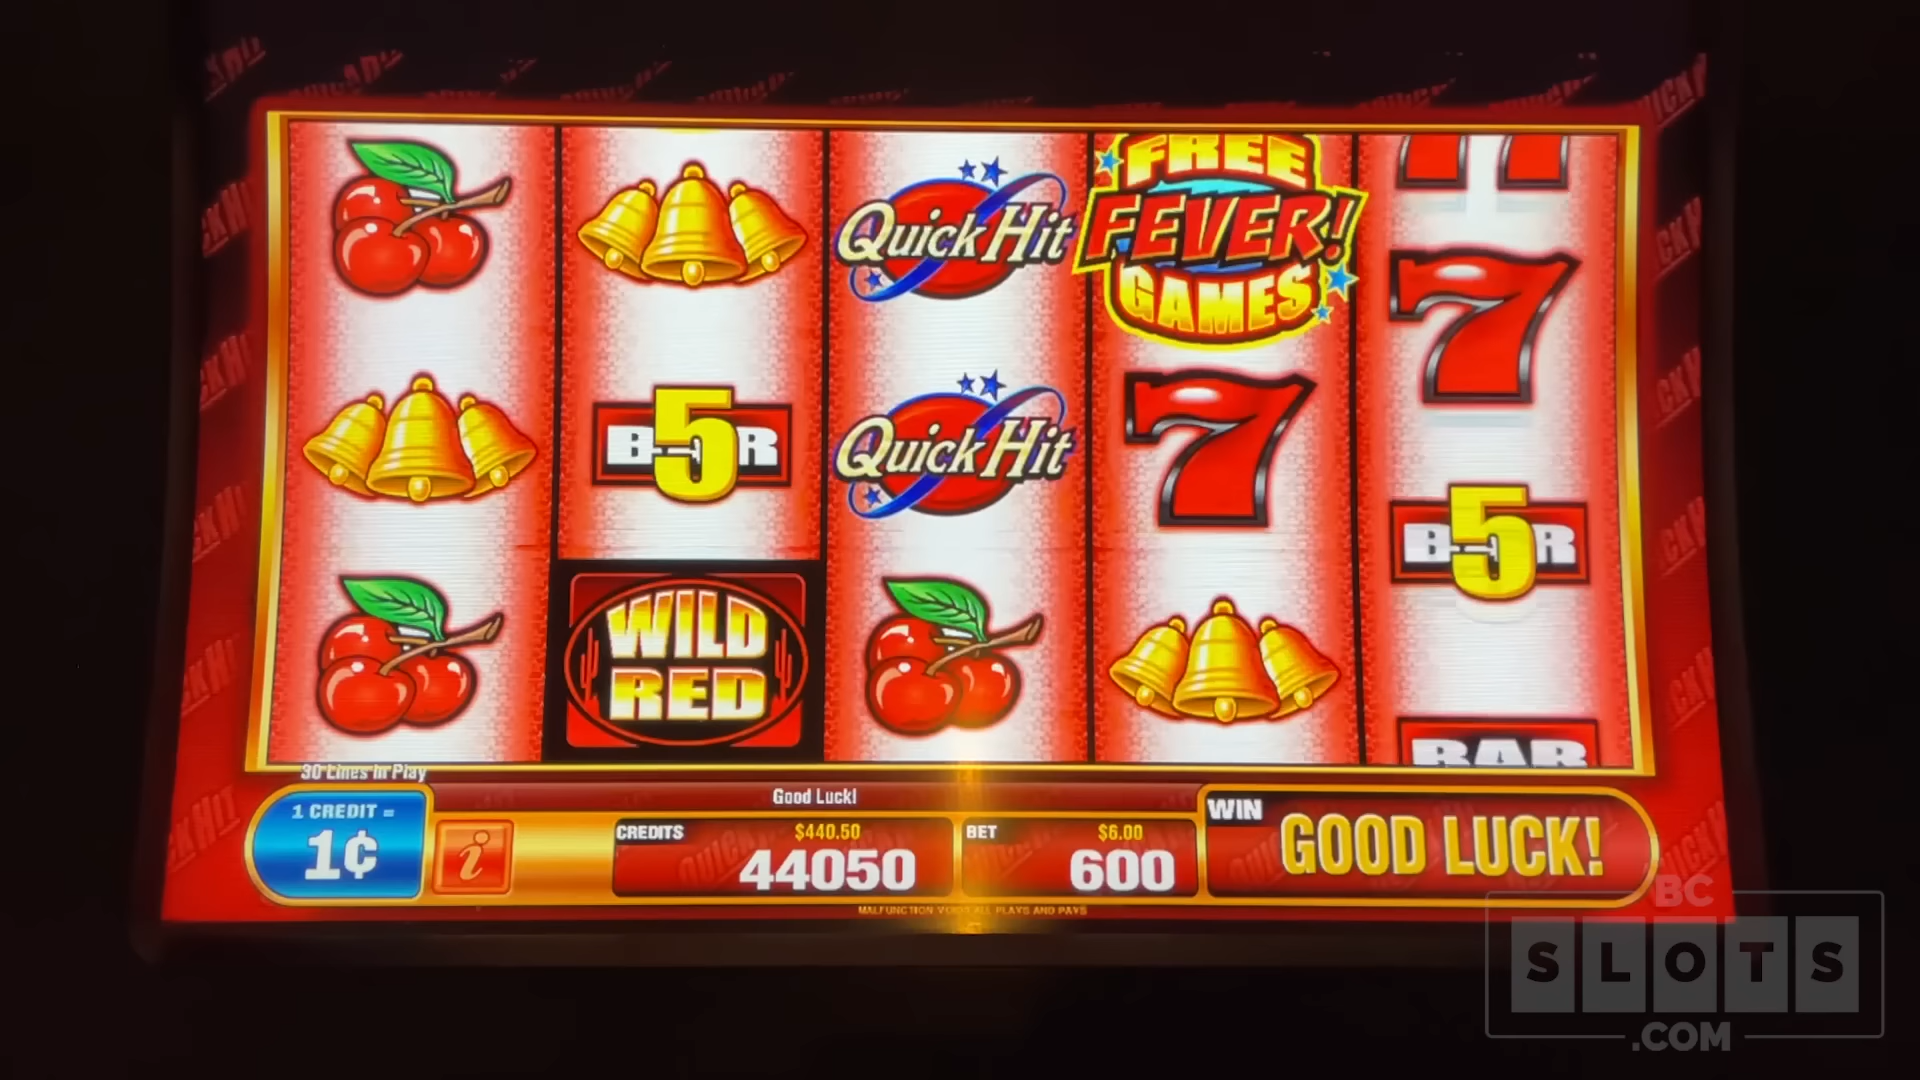 FREE
Quick Hit
FEVER!
GAMES
7
Quick Hit
7
B 5 R
B 5 R
WILD
RED
BAR
30 Lines In Play
Good Luck!
1 CREDIT =
1¢
i
CREDITS
$440.50
44050
BET
$6.00
600
WIN
GOOD LUCK!
MALFUNCTION VOIDS ALL PLAYS AND PAYS
BC
SLOTS
.COM